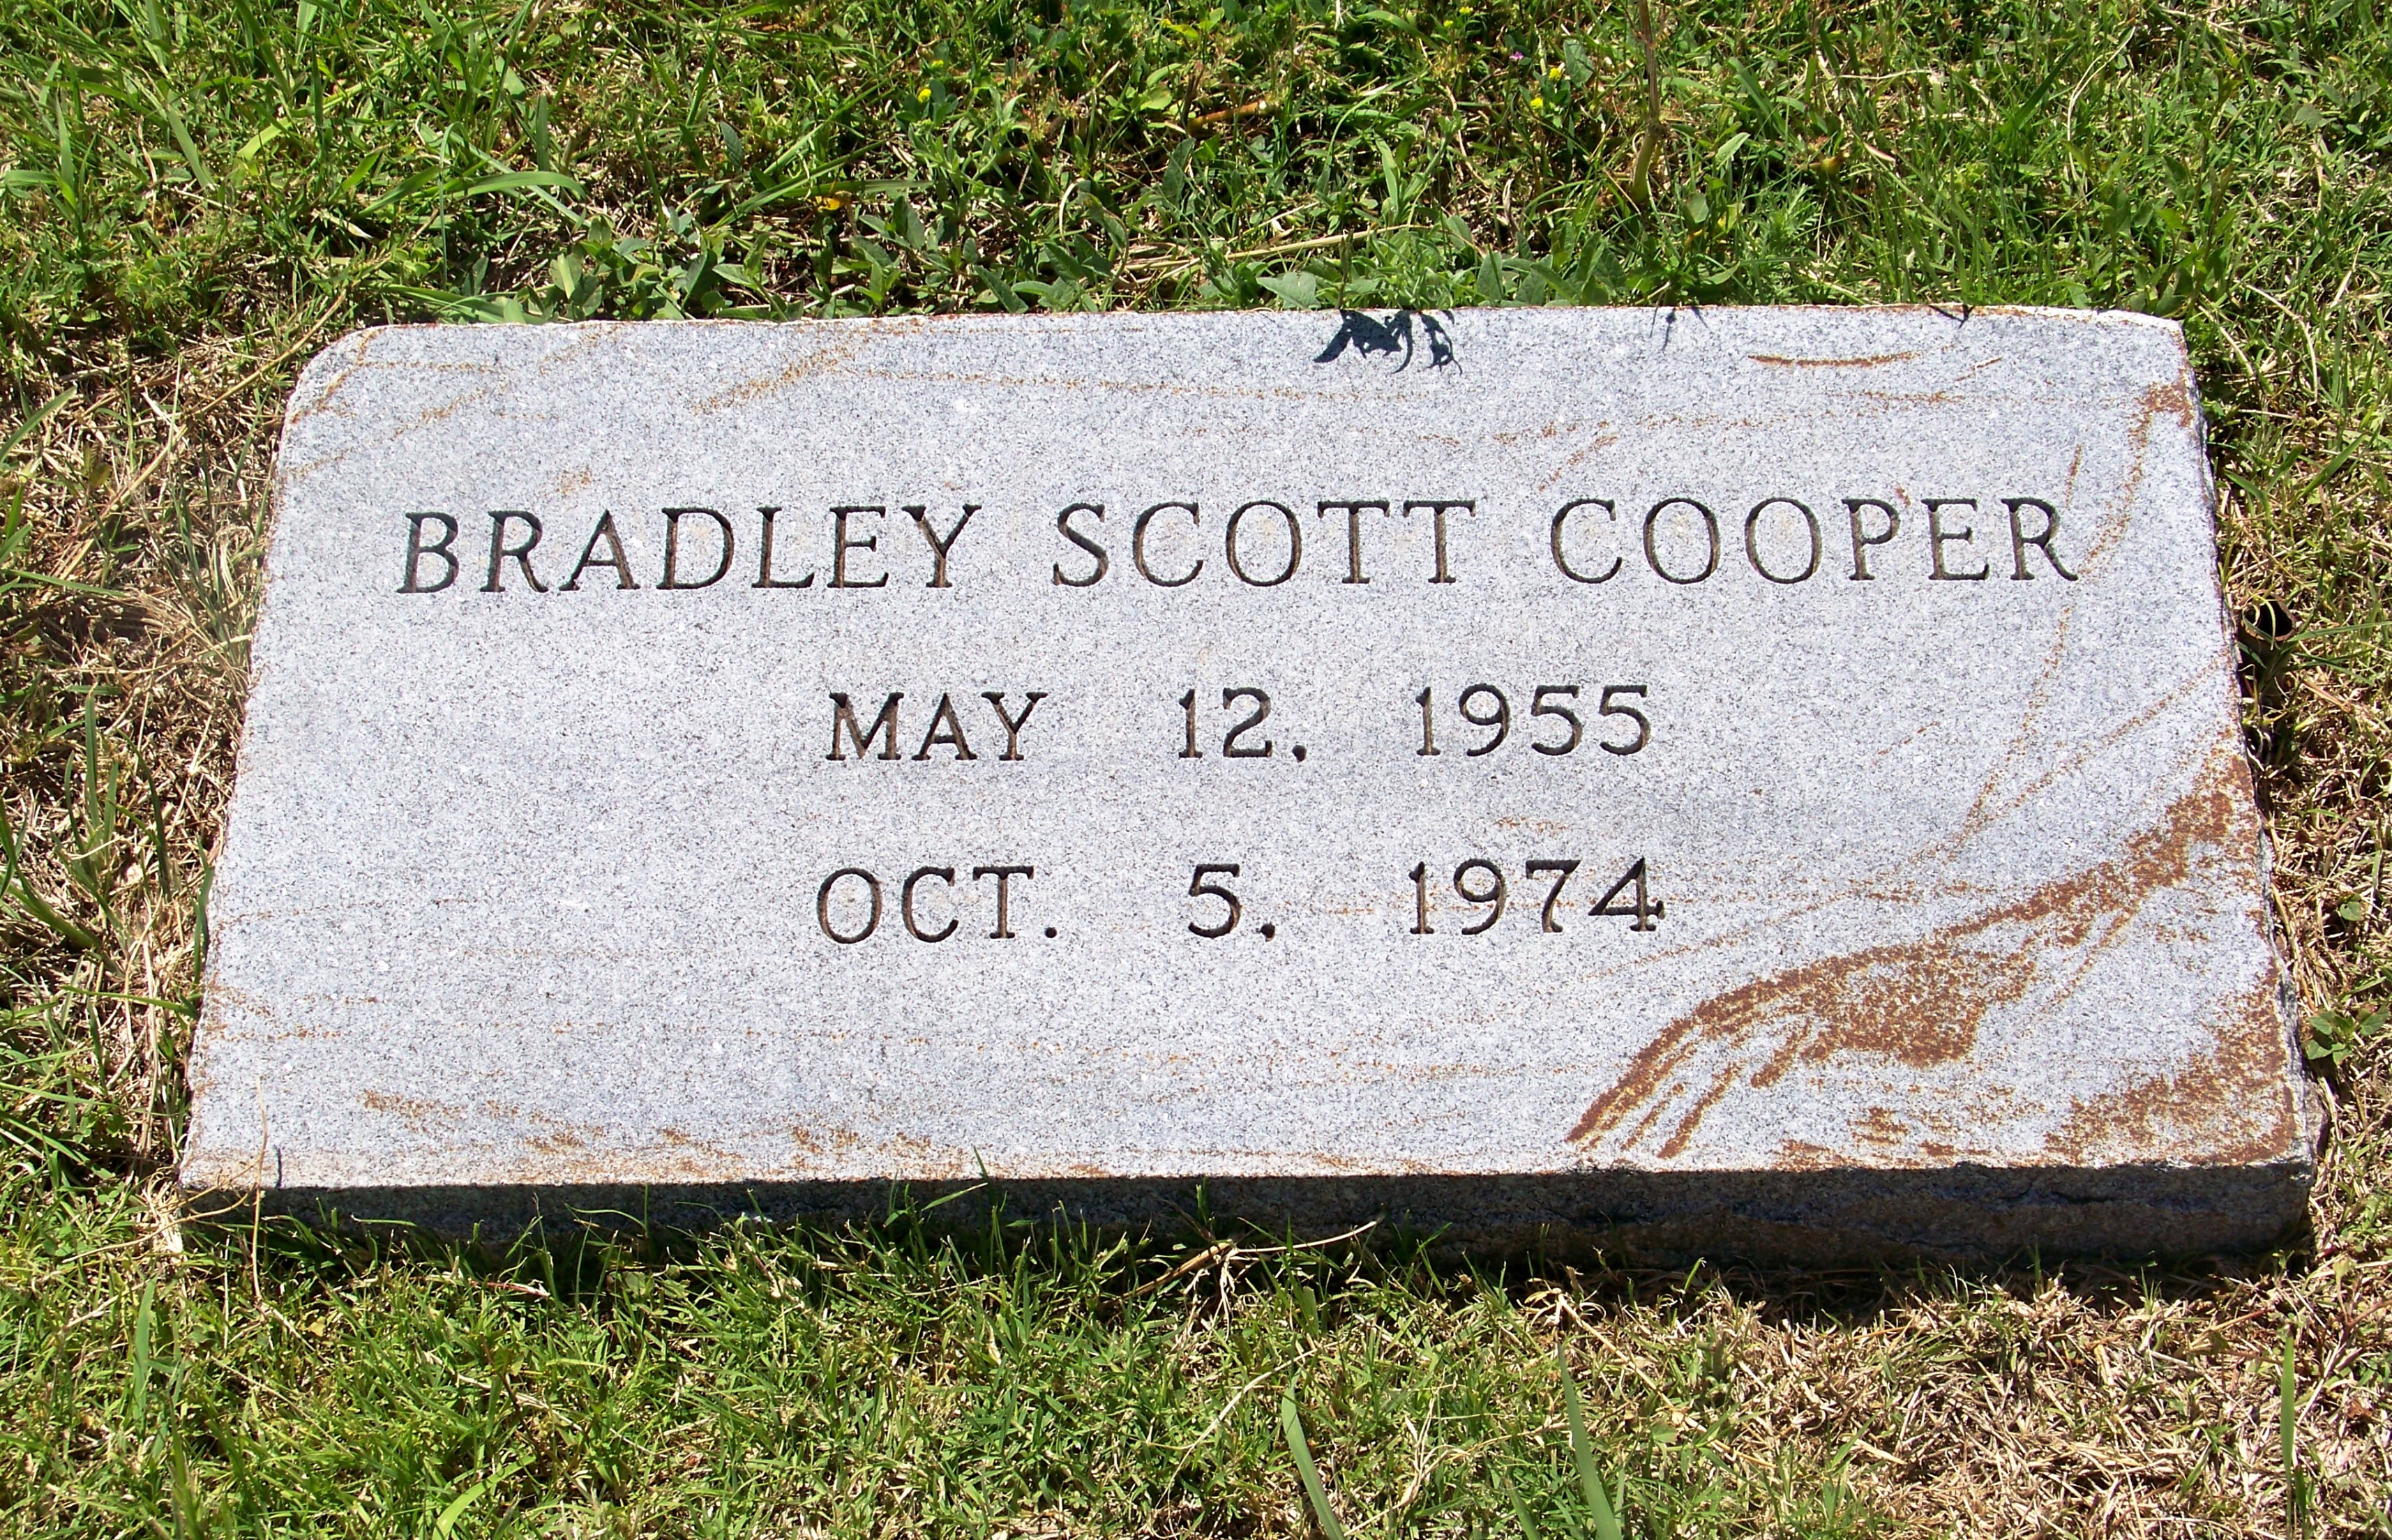 BRADLEY SCOTT COOPER
MAY 12, 1955
OCT. 5, 1974